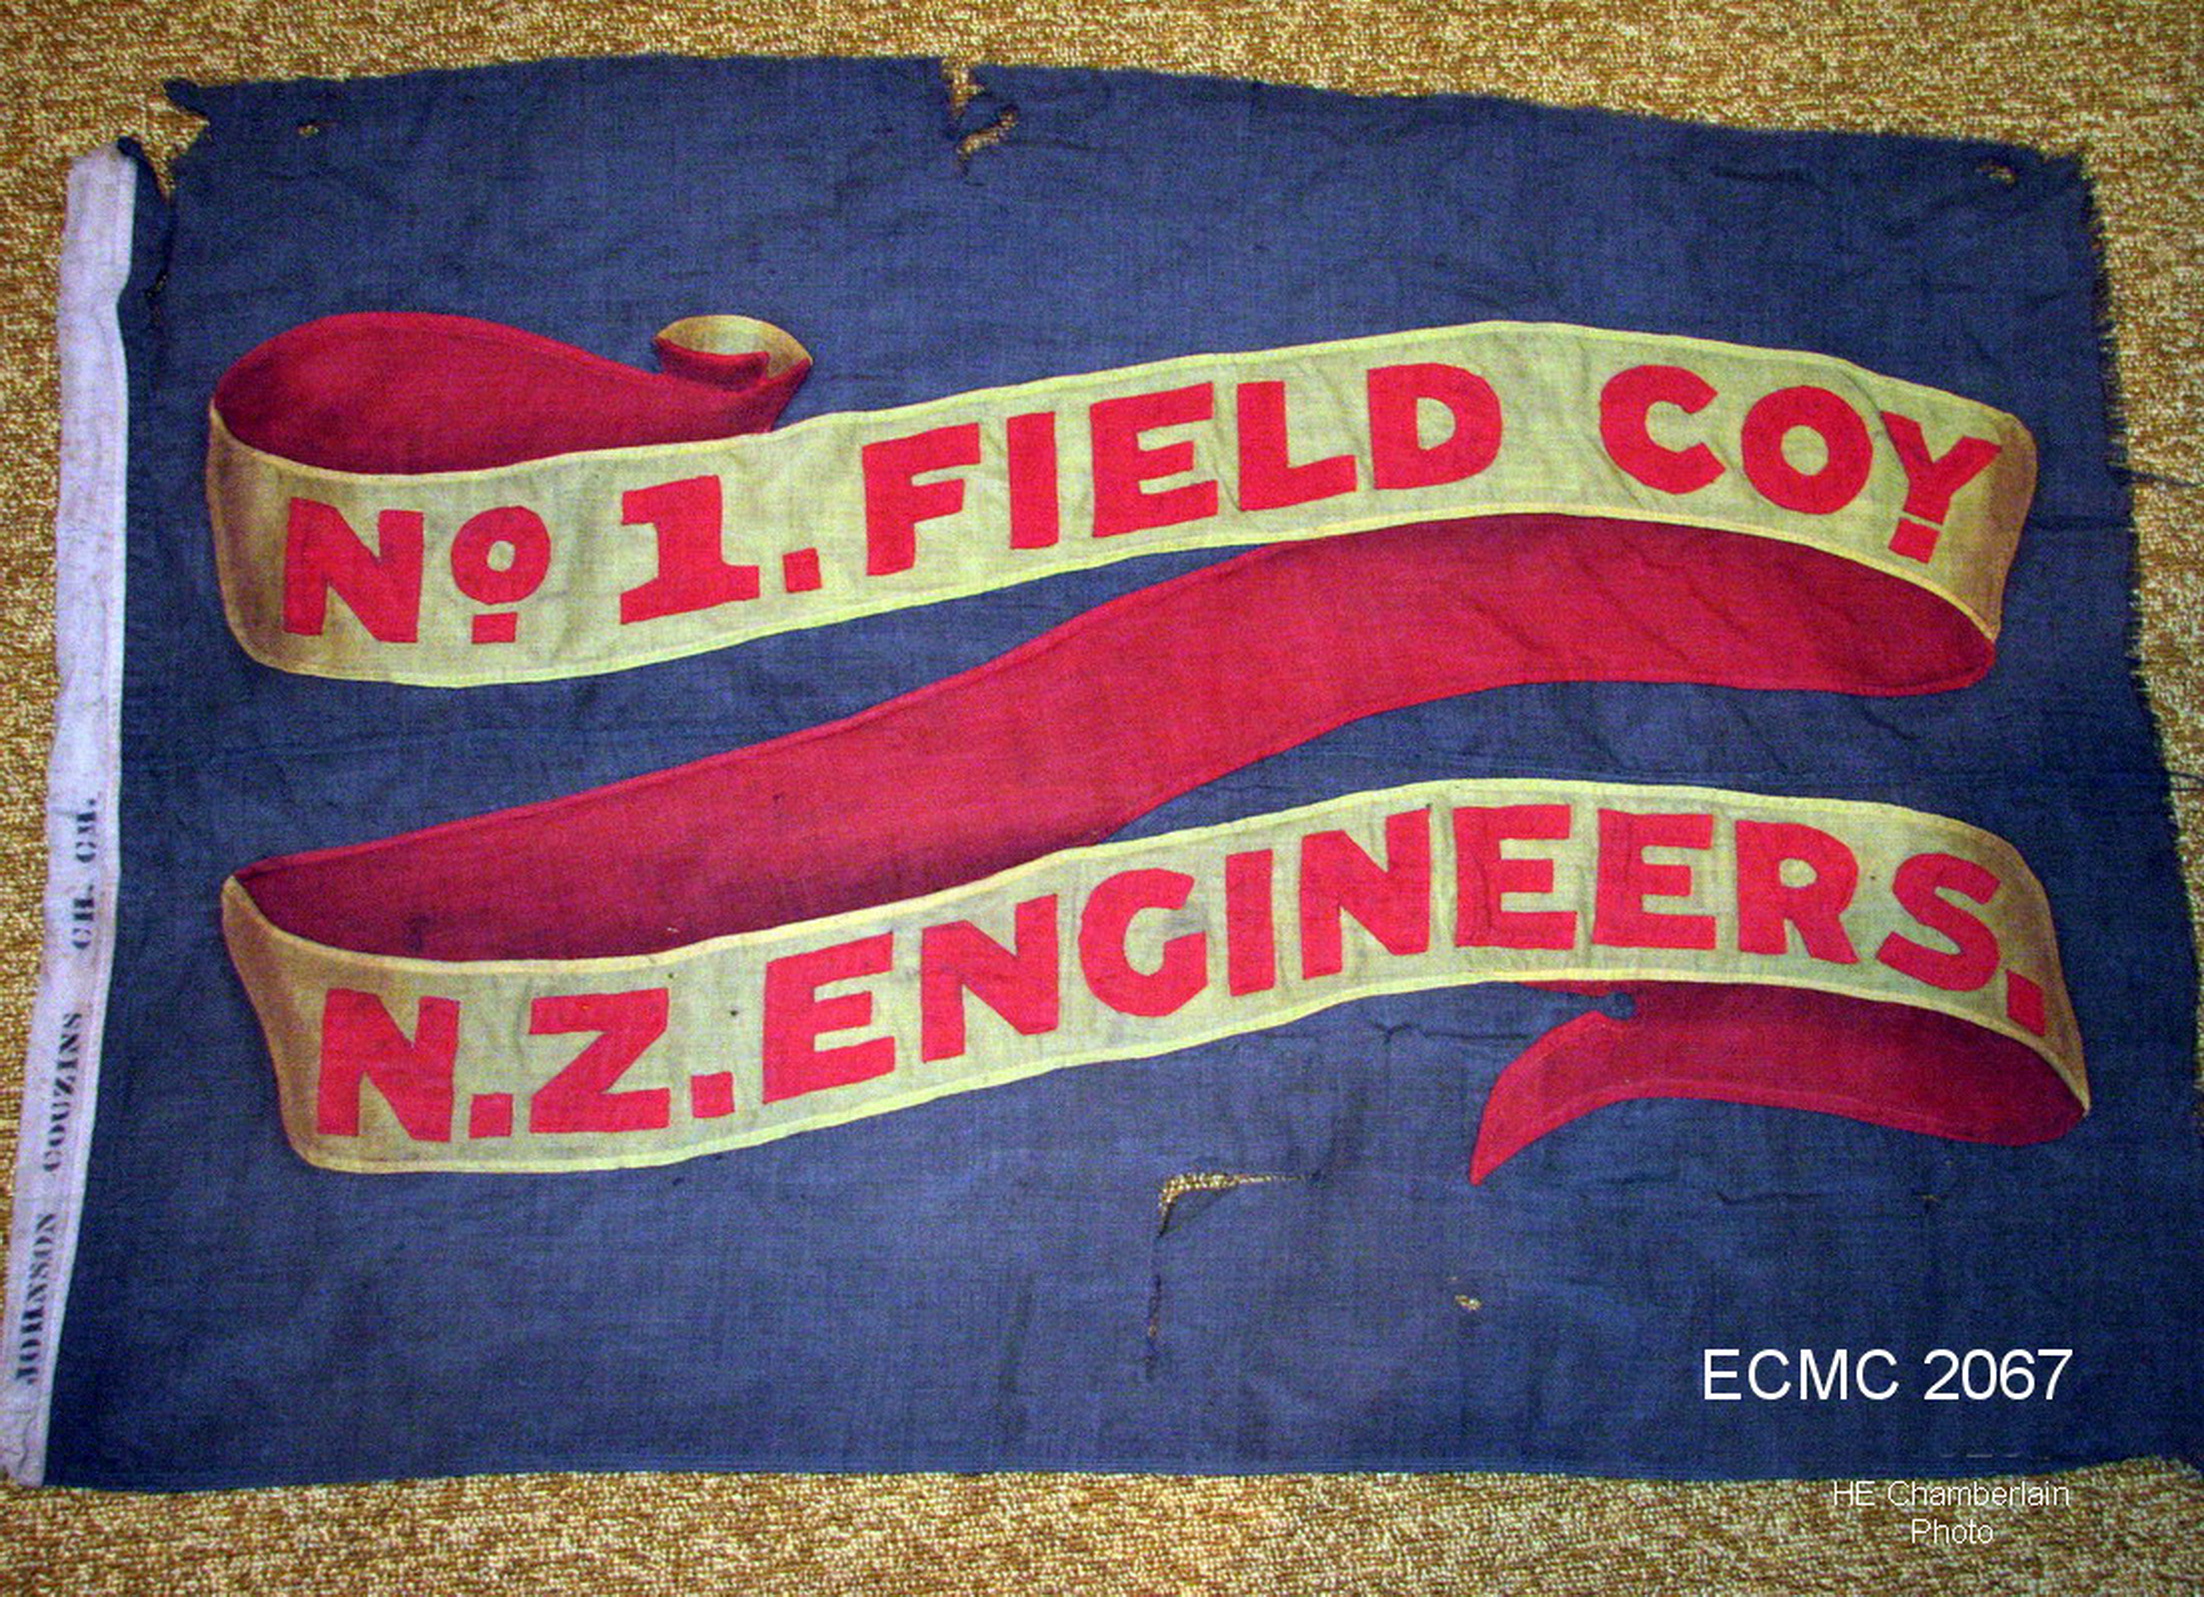 No 1. FIELD COY
N.Z. ENGINEERS.
JOHNSON COUZINS CH. CH.
ECMC 2067
HE Chamberlain
Photo